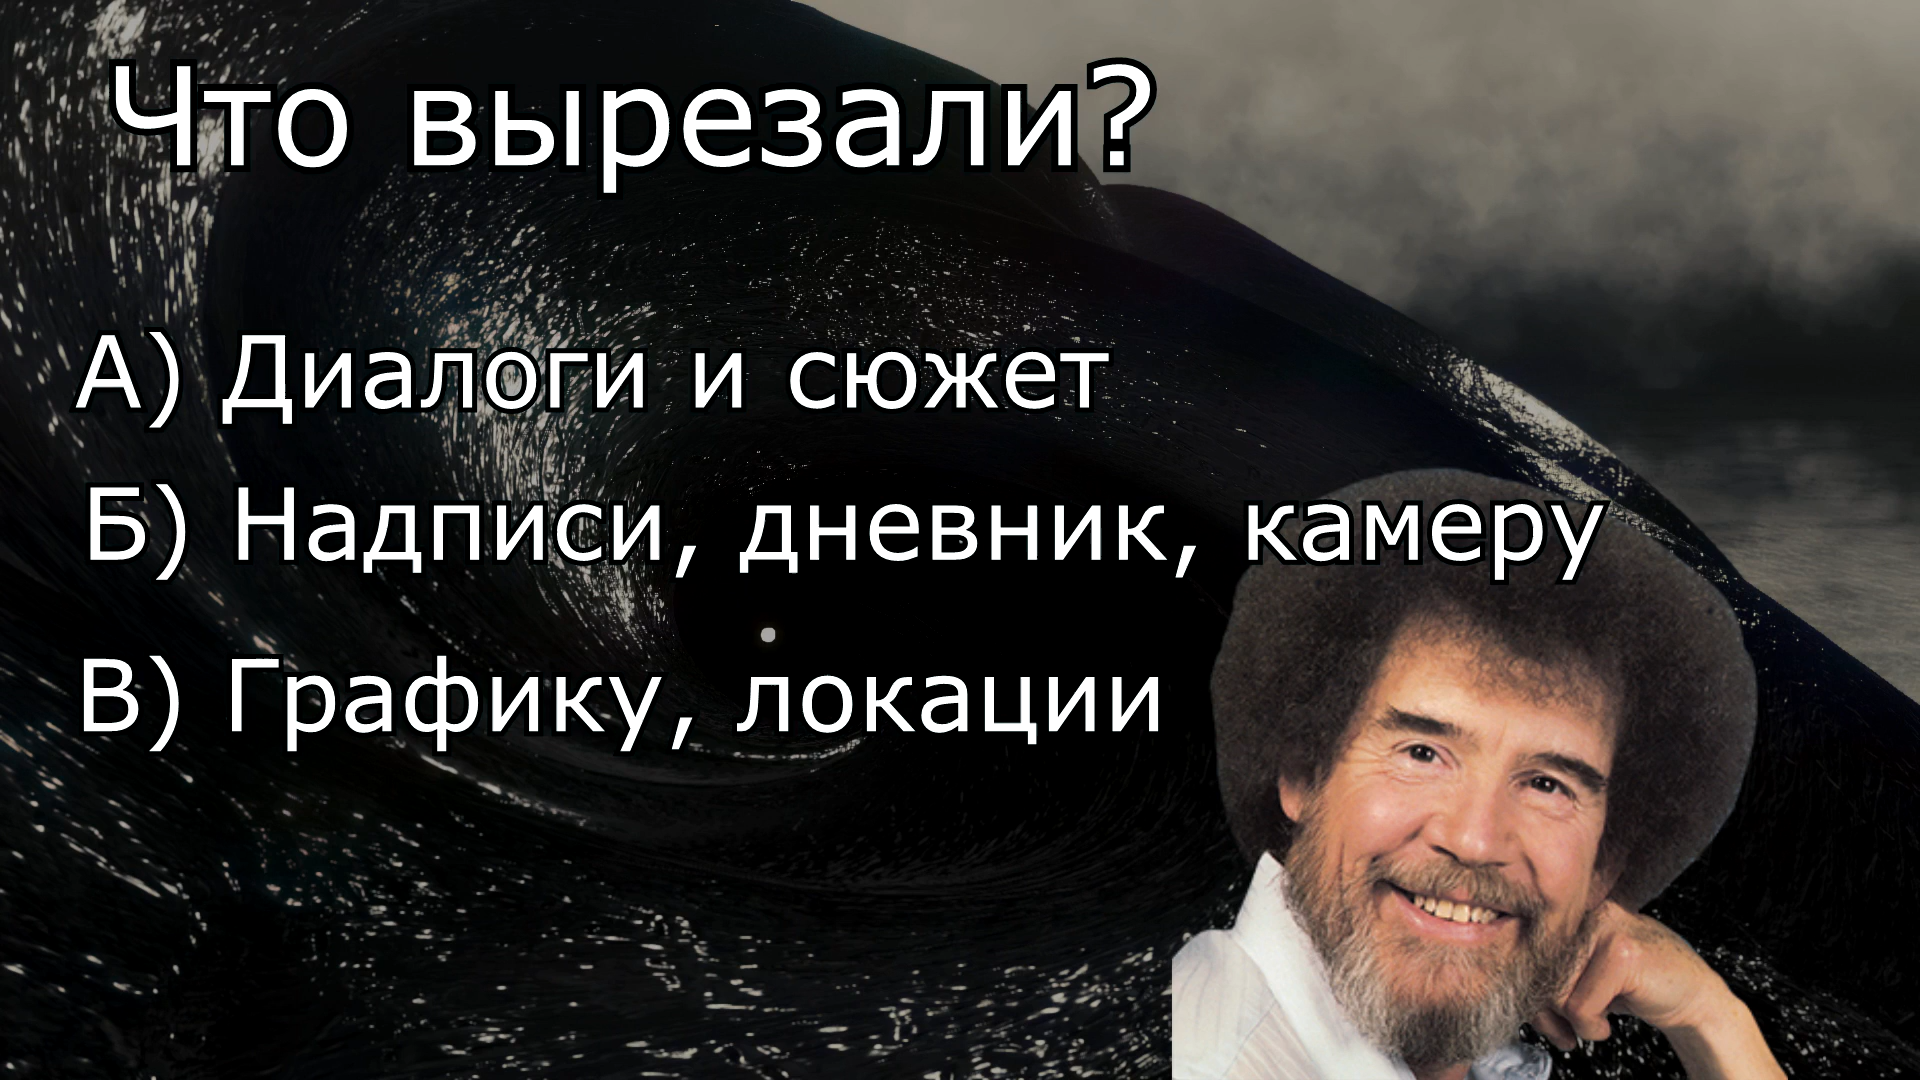 Что вырезали?
А) Диалоги и сюжет
Б) Надписи, дневник, камеру
В) Графику, локации